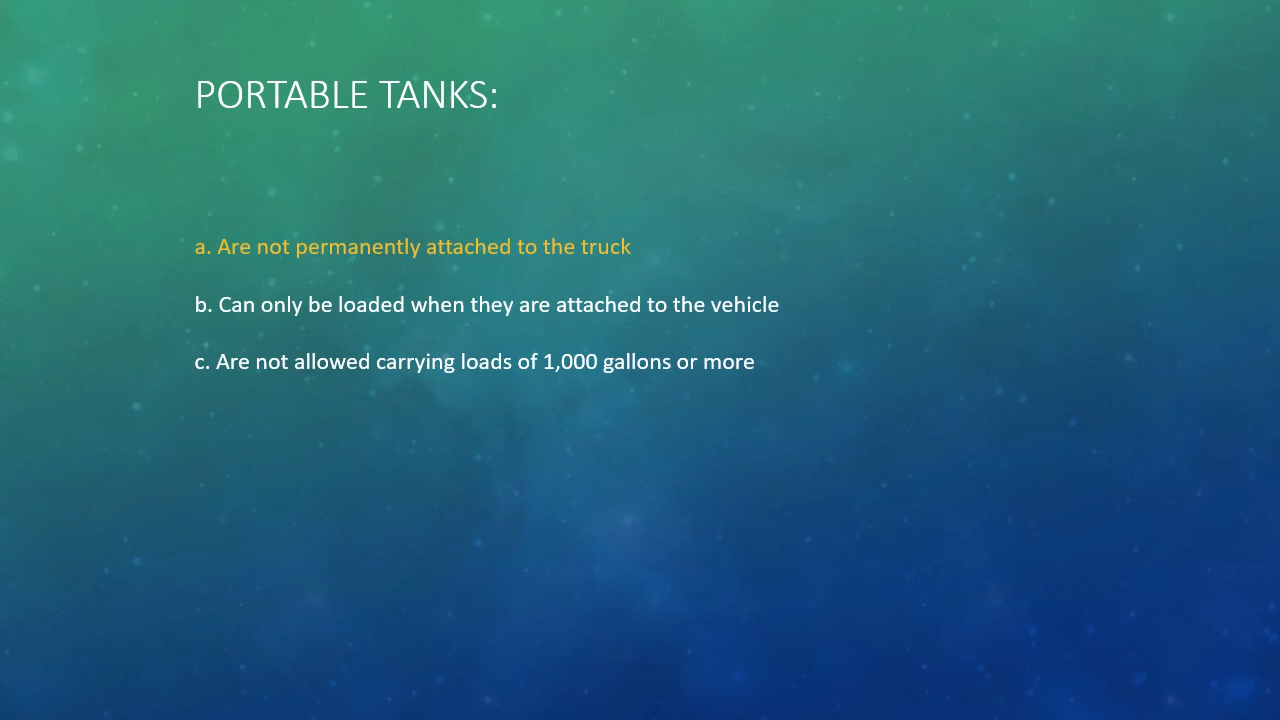 PORTABLE TANKS:
a. Are not permanently attached to the truck
b. Can only be loaded when they are attached to the vehicle
c. Are not allowed carrying loads of 1,000 gallons or more